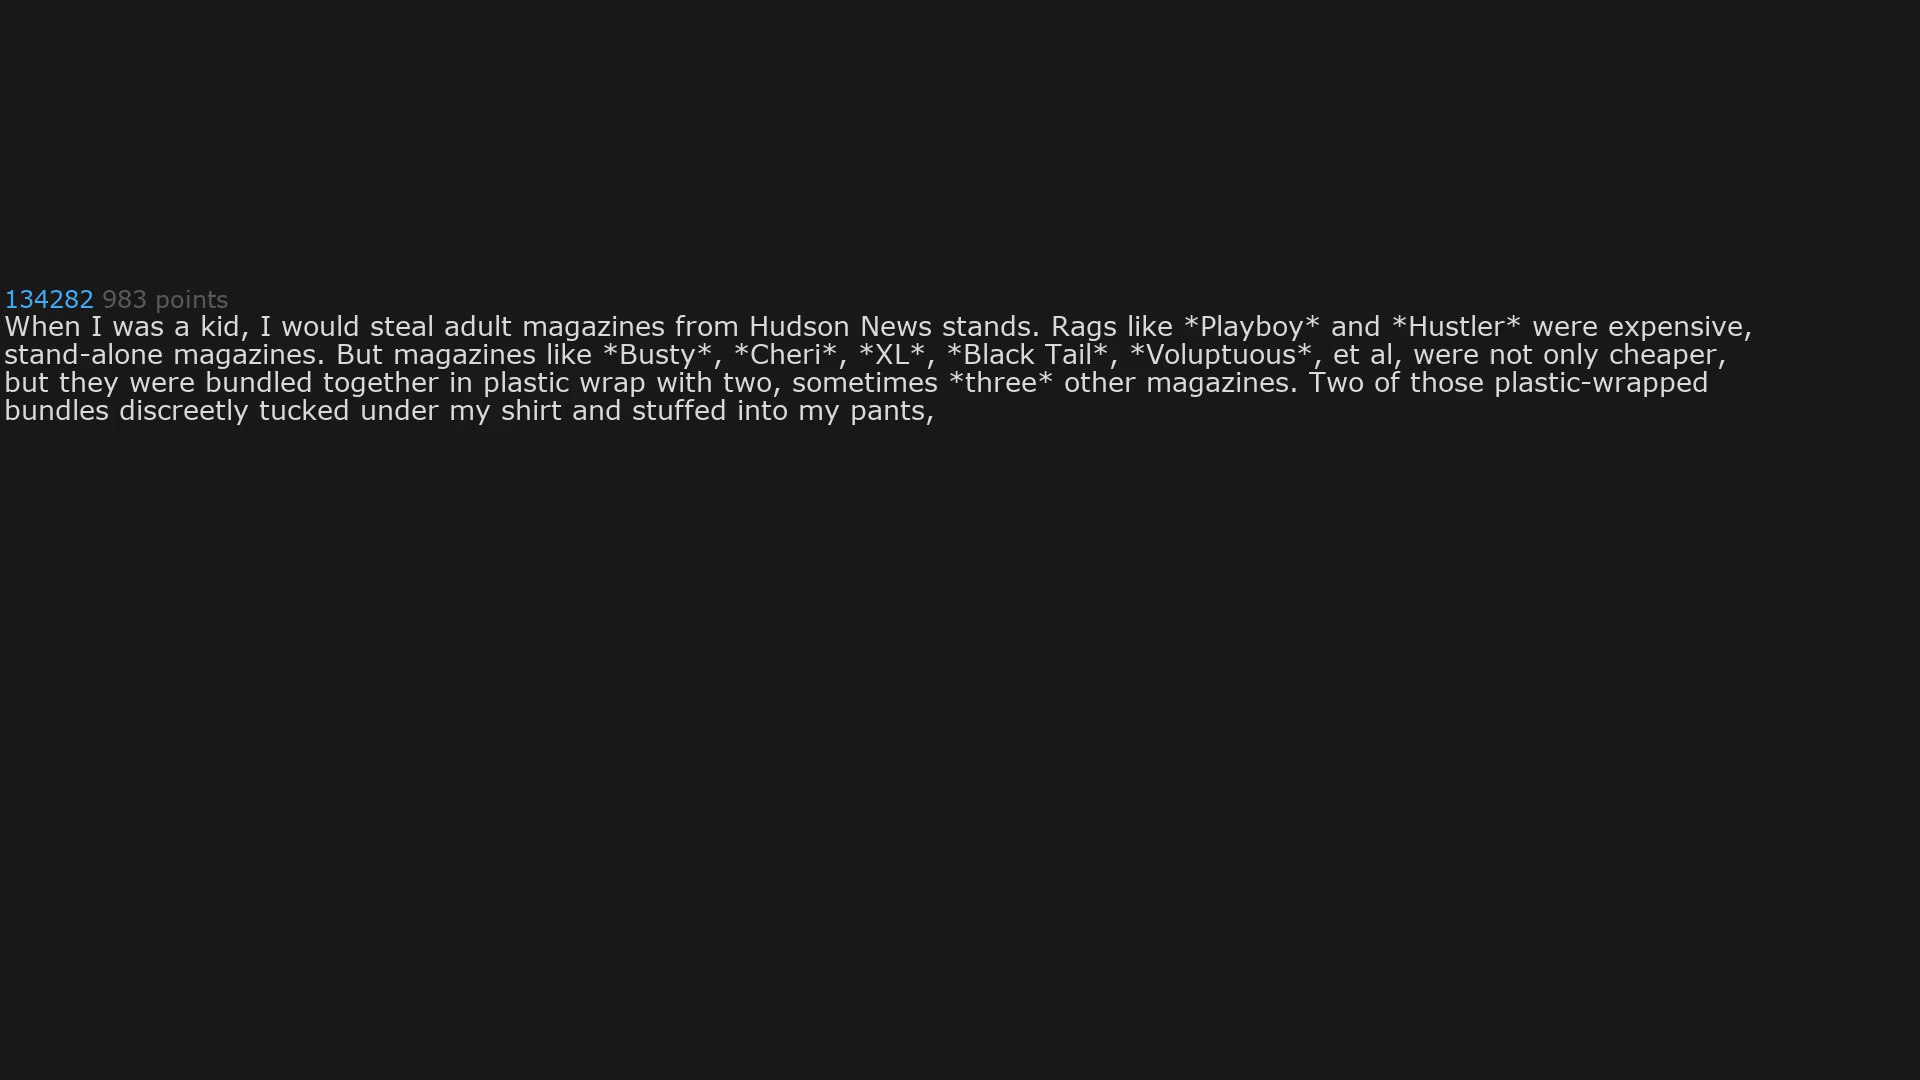 134282 983 points
When I was a kid, I would steal adult magazines from Hudson News stands. Rags like *Playboy* and *Hustler* were expensive,
stand-alone magazines. But magazines like *Busty*, *Cheri*, *XL*, *Black Tail*, *Voluptuous*, et al, were not only cheaper,
but they were bundled together in plastic wrap with two, sometimes *three* other magazines. Two of those plastic-wrapped
bundles discreetly tucked under my shirt and stuffed into my pants,